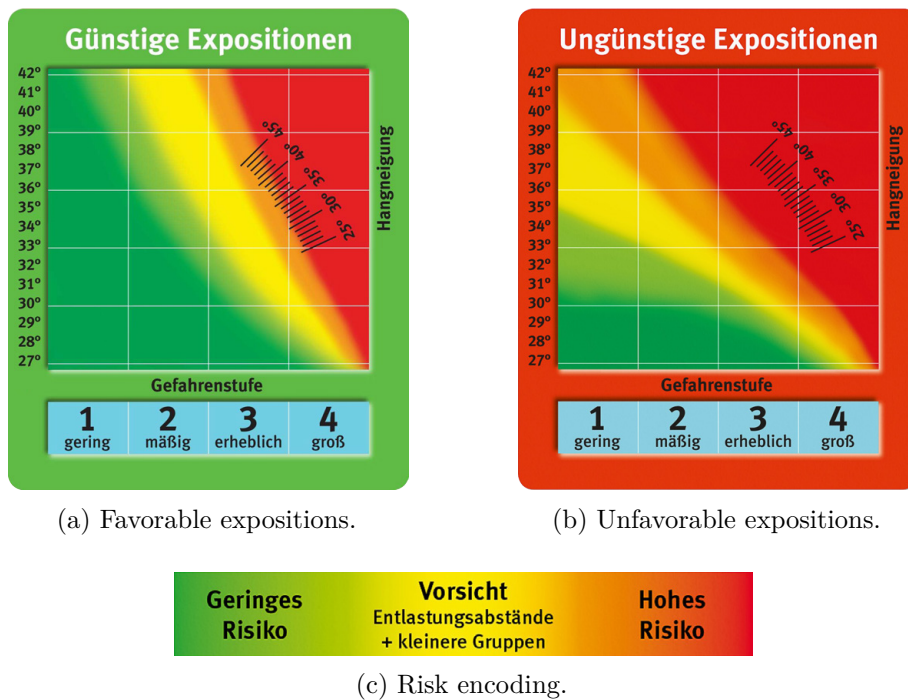 Günstige Expositionen
42°
41°
40°
39°
38°
37°
36°
35°
34°
33°
32°
31°
30°
29°
28°
27°
45°
40°
35°
30°
25°
Hangneigung
Gefahrenstufe
1 2 3 4
gering mäßig erheblich groß
(a) Favorable expositions.
Ungünstige Expositionen
42°
41°
40°
39°
38°
37°
36°
35°
34°
33°
32°
31°
30°
29°
28°
27°
45°
40°
35°
30°
25°
Hangneigung
Gefahrenstufe
1 2 3 4
gering mäßig erheblich groß
(b) Unfavorable expositions.
Geringes
Risiko
Vorsicht
Entlastungsabstände
+ kleinere Gruppen
Hohes
Risiko
(c) Risk encoding.